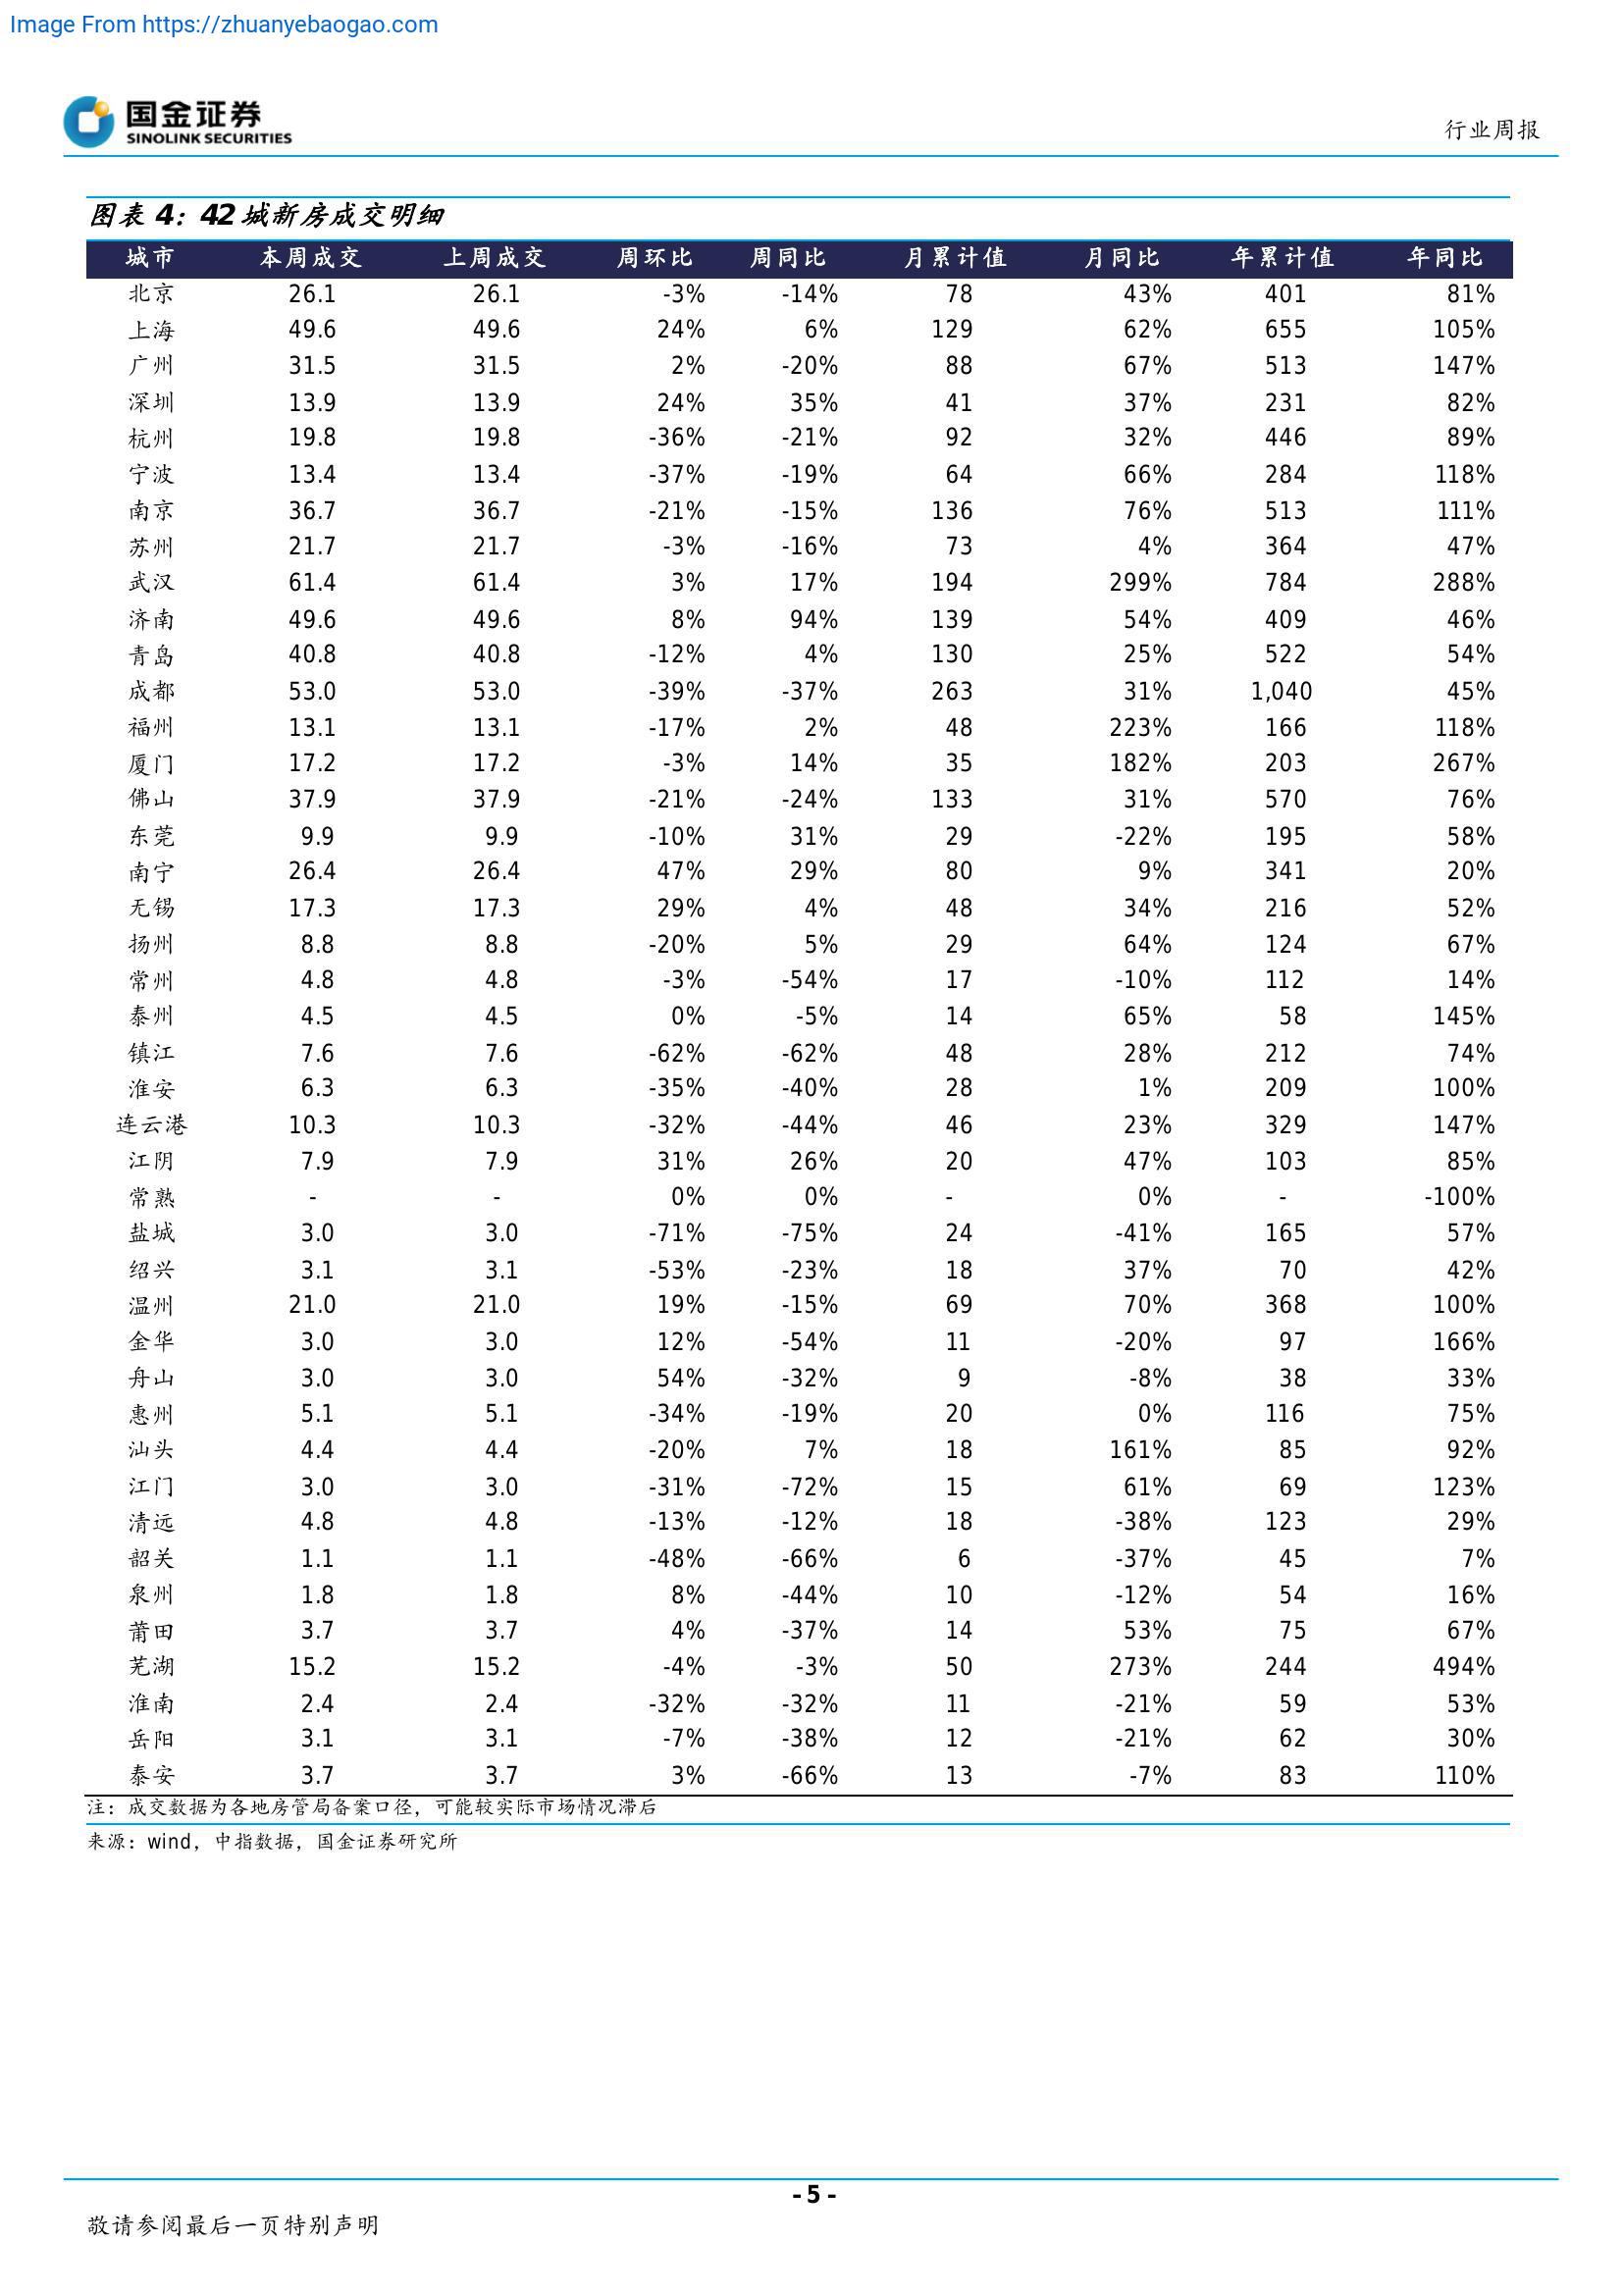 Image From https://zhuanyebaogao.com
国金证券
SINOLINK SECURITIES
行业周报
图表 4：42 城新房成交明细
城市 本周成交 上周成交 周环比 周同比 月累计值 月同比 年累计值 年同比
北京 26.1 26.1 -3% -14% 78 43% 401 81%
上海 49.6 49.6 24% 6% 129 62% 655 105%
广州 31.5 31.5 2% -20% 88 67% 513 147%
深圳 13.9 13.9 24% 35% 41 37% 231 82%
杭州 19.8 19.8 -36% -21% 92 32% 446 89%
宁波 13.4 13.4 -37% -19% 64 66% 284 118%
南京 36.7 36.7 -21% -15% 136 76% 513 111%
苏州 21.7 21.7 -3% -16% 73 4% 364 47%
武汉 61.4 61.4 3% 17% 194 299% 784 288%
济南 49.6 49.6 8% 94% 139 54% 409 46%
青岛 40.8 40.8 -12% 4% 130 25% 522 54%
成都 53.0 53.0 -39% -37% 263 31% 1,040 45%
福州 13.1 13.1 -17% 2% 48 223% 166 118%
厦门 17.2 17.2 -3% 14% 35 182% 203 267%
佛山 37.9 37.9 -21% -24% 133 31% 570 76%
东莞 9.9 9.9 -10% 31% 29 -22% 195 58%
南宁 26.4 26.4 47% 29% 80 9% 341 20%
无锡 17.3 17.3 29% 4% 48 34% 216 52%
扬州 8.8 8.8 -20% 5% 29 64% 124 67%
常州 4.8 4.8 -3% -54% 17 -10% 112 14%
泰州 4.5 4.5 0% -5% 14 65% 58 145%
镇江 7.6 7.6 -62% -62% 48 28% 212 74%
淮安 6.3 6.3 -35% -40% 28 1% 209 100%
连云港 10.3 10.3 -32% -44% 46 23% 329 147%
江阴 7.9 7.9 31% 26% 20 47% 103 85%
常熟 - - 0% 0% - 0% - -100%
盐城 3.0 3.0 -71% -75% 24 -41% 165 57%
绍兴 3.1 3.1 -53% -23% 18 37% 70 42%
温州 21.0 21.0 19% -15% 69 70% 368 100%
金华 3.0 3.0 12% -54% 11 -20% 97 166%
舟山 3.0 3.0 54% -32% 9 -8% 38 33%
惠州 5.1 5.1 -34% -19% 20 0% 116 75%
汕头 4.4 4.4 -20% 7% 18 161% 85 92%
江门 3.0 3.0 -31% -72% 15 61% 69 123%
清远 4.8 4.8 -13% -12% 18 -38% 123 29%
韶关 1.1 1.1 -48% -66% 6 -37% 45 7%
泉州 1.8 1.8 8% -44% 10 -12% 54 16%
莆田 3.7 3.7 4% -37% 14 53% 75 67%
芜湖 15.2 15.2 -4% -3% 50 273% 244 494%
淮南 2.4 2.4 -32% -32% 11 -21% 59 53%
岳阳 3.1 3.1 -7% -38% 12 -21% 62 30%
泰安 3.7 3.7 3% -66% 13 -7% 83 110%
注：成交数据为各地房管局备案口径，可能较实际市场情况滞后
来源：wind，中指数据，国金证券研究所
- 5 -
敬请参阅最后一页特别声明